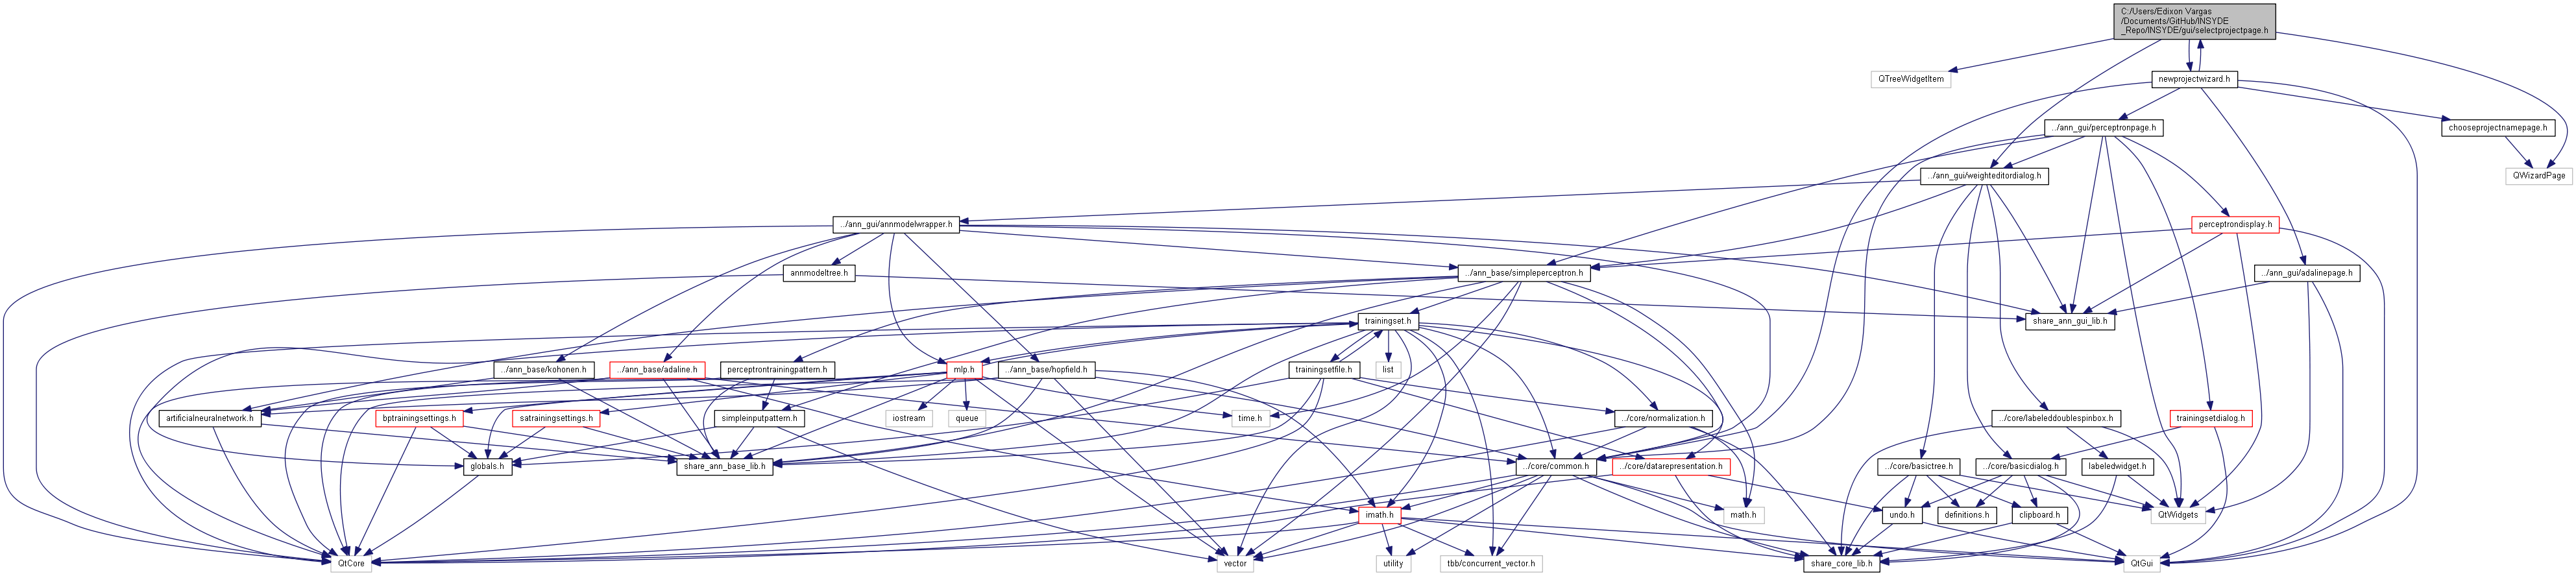 C:/Users/Edixon Vargas
/Documents/GitHub/INSYDE
_Repo/INSYDE/gui/selectprojectpage.h
QTreeWidgetItem
newprojectwizard.h
../ann_gui/perceptronpage.h
chooseprojectnamepage.h
../ann_gui/weighteditordialog.h
QWizardPage
../ann_gui/annmodelwrapper.h
perceptrondisplay.h
annmodeltree.h
../ann_base/simpleperceptron.h
../ann_gui/adalinepage.h
trainingset.h
share_ann_gui_lib.h
../ann_base/kohonen.h
../ann_base/adaline.h
perceptrontrainingpattern.h
mlp.h
../ann_base/hopfield.h
trainingsetfile.h
list
artificialneuralnetwork.h
bptrainingsettings.h
satrainingsettings.h
simpleinputpattern.h
iostream
queue
time.h
../core/normalization.h
../core/labeleddoublespinbox.h
trainingsetdialog.h
globals.h
share_ann_base_lib.h
../core/common.h
../core/datarepresentation.h
../core/basictree.h
../core/basicdialog.h
labeledwidget.h
imath.h
math.h
undo.h
definitions.h
clipboard.h
QtWidgets
QtCore
vector
utility
tbb/concurrent_vector.h
share_core_lib.h
QtGui